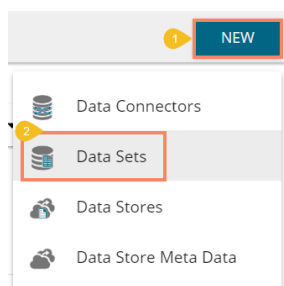 1 NEW
Data Connectors
2
Data Sets
Data Stores
Data Store Meta Data